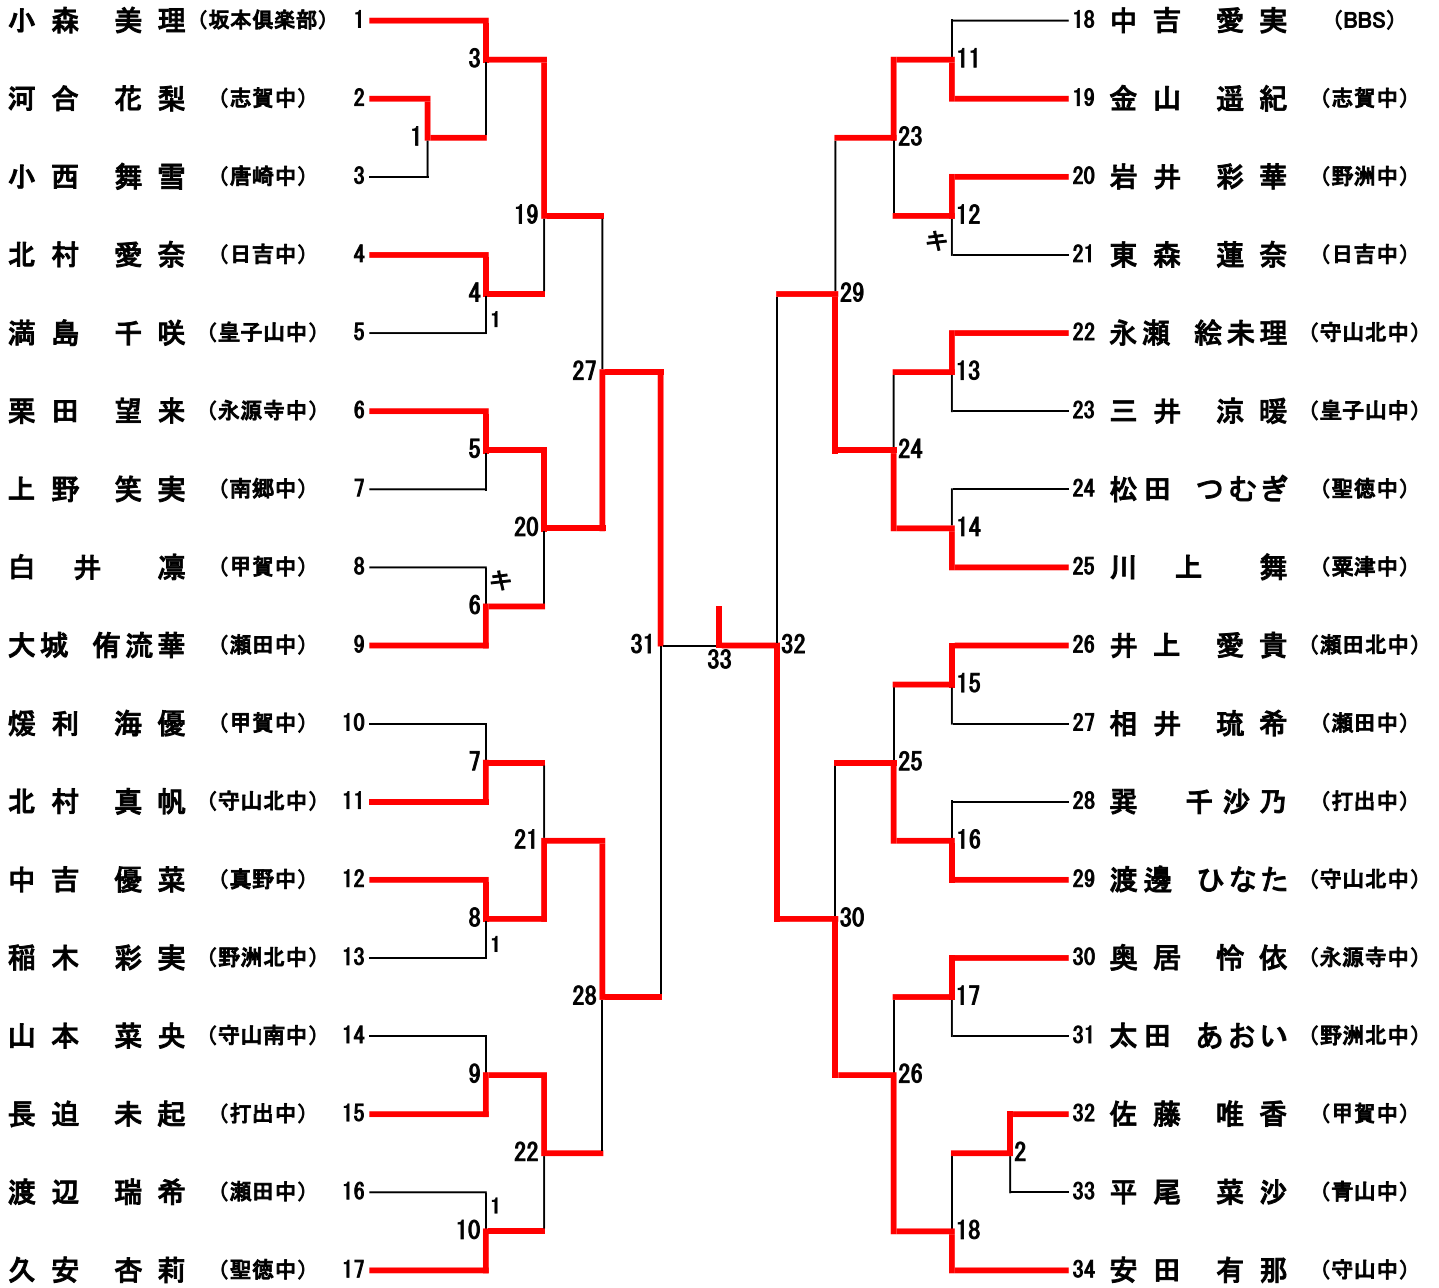 小森 美理 （坂本倶楽部） 1
河合 花梨 （志賀中） 2
小西 舞雪 （唐崎中） 3
北村 愛奈 （日吉中） 4
満島 千咲 （皇子山中） 5
栗田 望来 （永源寺中） 6
上野 笑実 （南郷中） 7
白井 凛 （甲賀中） 8
大城 侑流華 （瀬田中） 9
煖利 海優 （甲賀中） 10
北村 真帆 （守山北中） 11
中吉 優菜 （真野中） 12
稲木 彩実 （野洲北中） 13
山本 菜央 （守山南中） 14
長迫 未起 （打出中） 15
渡辺 瑞希 （瀬田中） 16
久安 杏莉 （聖徳中） 17
3
1
19
4
1
27
5
20
キ
6
31
7
21
8
1
28
9
22
1
10
33
32
11
23
12
キ
29
13
24
14
15
25
16
30
17
26
2
18
18 中吉 愛実 （BBS）
19 金山 遥紀 （志賀中）
20 岩井 彩華 （野洲中）
21 東森 蓮奈 （日吉中）
22 永瀬 絵未理 （守山北中）
23 三井 涼暖 （皇子山中）
24 松田 つむぎ （聖徳中）
25 川上 舞 （粟津中）
26 井上 愛貴 （瀬田北中）
27 相井 琉希 （瀬田中）
28 巽 千沙乃 （打出中）
29 渡邊 ひなた （守山北中）
30 奥居 怜依 （永源寺中）
31 太田 あおい （野洲北中）
32 佐藤 唯香 （甲賀中）
33 平尾 菜沙 （青山中）
34 安田 有那 （守山中）